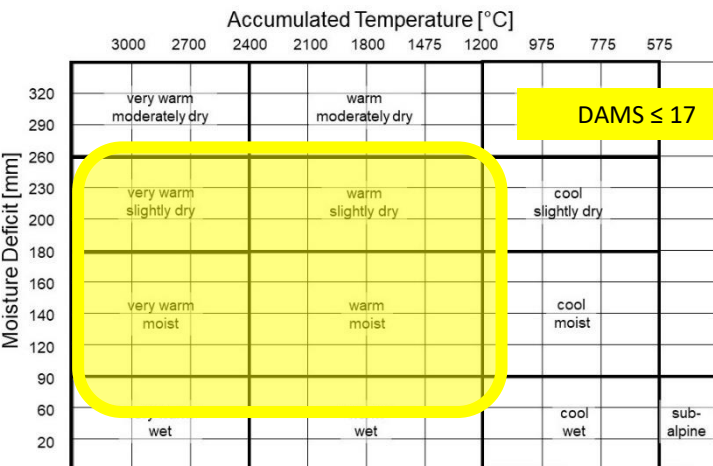 Accumulated Temperature [°C]
3000 2700 2400 2100 1800 1475 1200 975 775 575
Moisture Deficit [mm]
320
290
260
230
200
180
160
140
120
90
60
20
very warm
moderately dry
warm
moderately dry
DAMS ≤ 17
very warm
slightly dry
warm
slightly dry
cool
slightly dry
very warm
moist
warm
moist
cool
moist
wet
wet
cool
wet
sub-
alpine